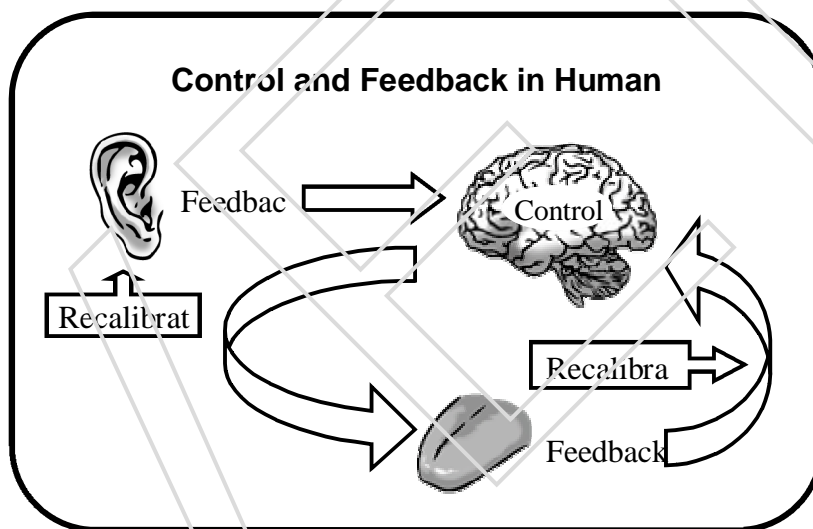 Control and Feedback in Human
Feedbac
Control
Recalibrat
Recalibra
Feedback